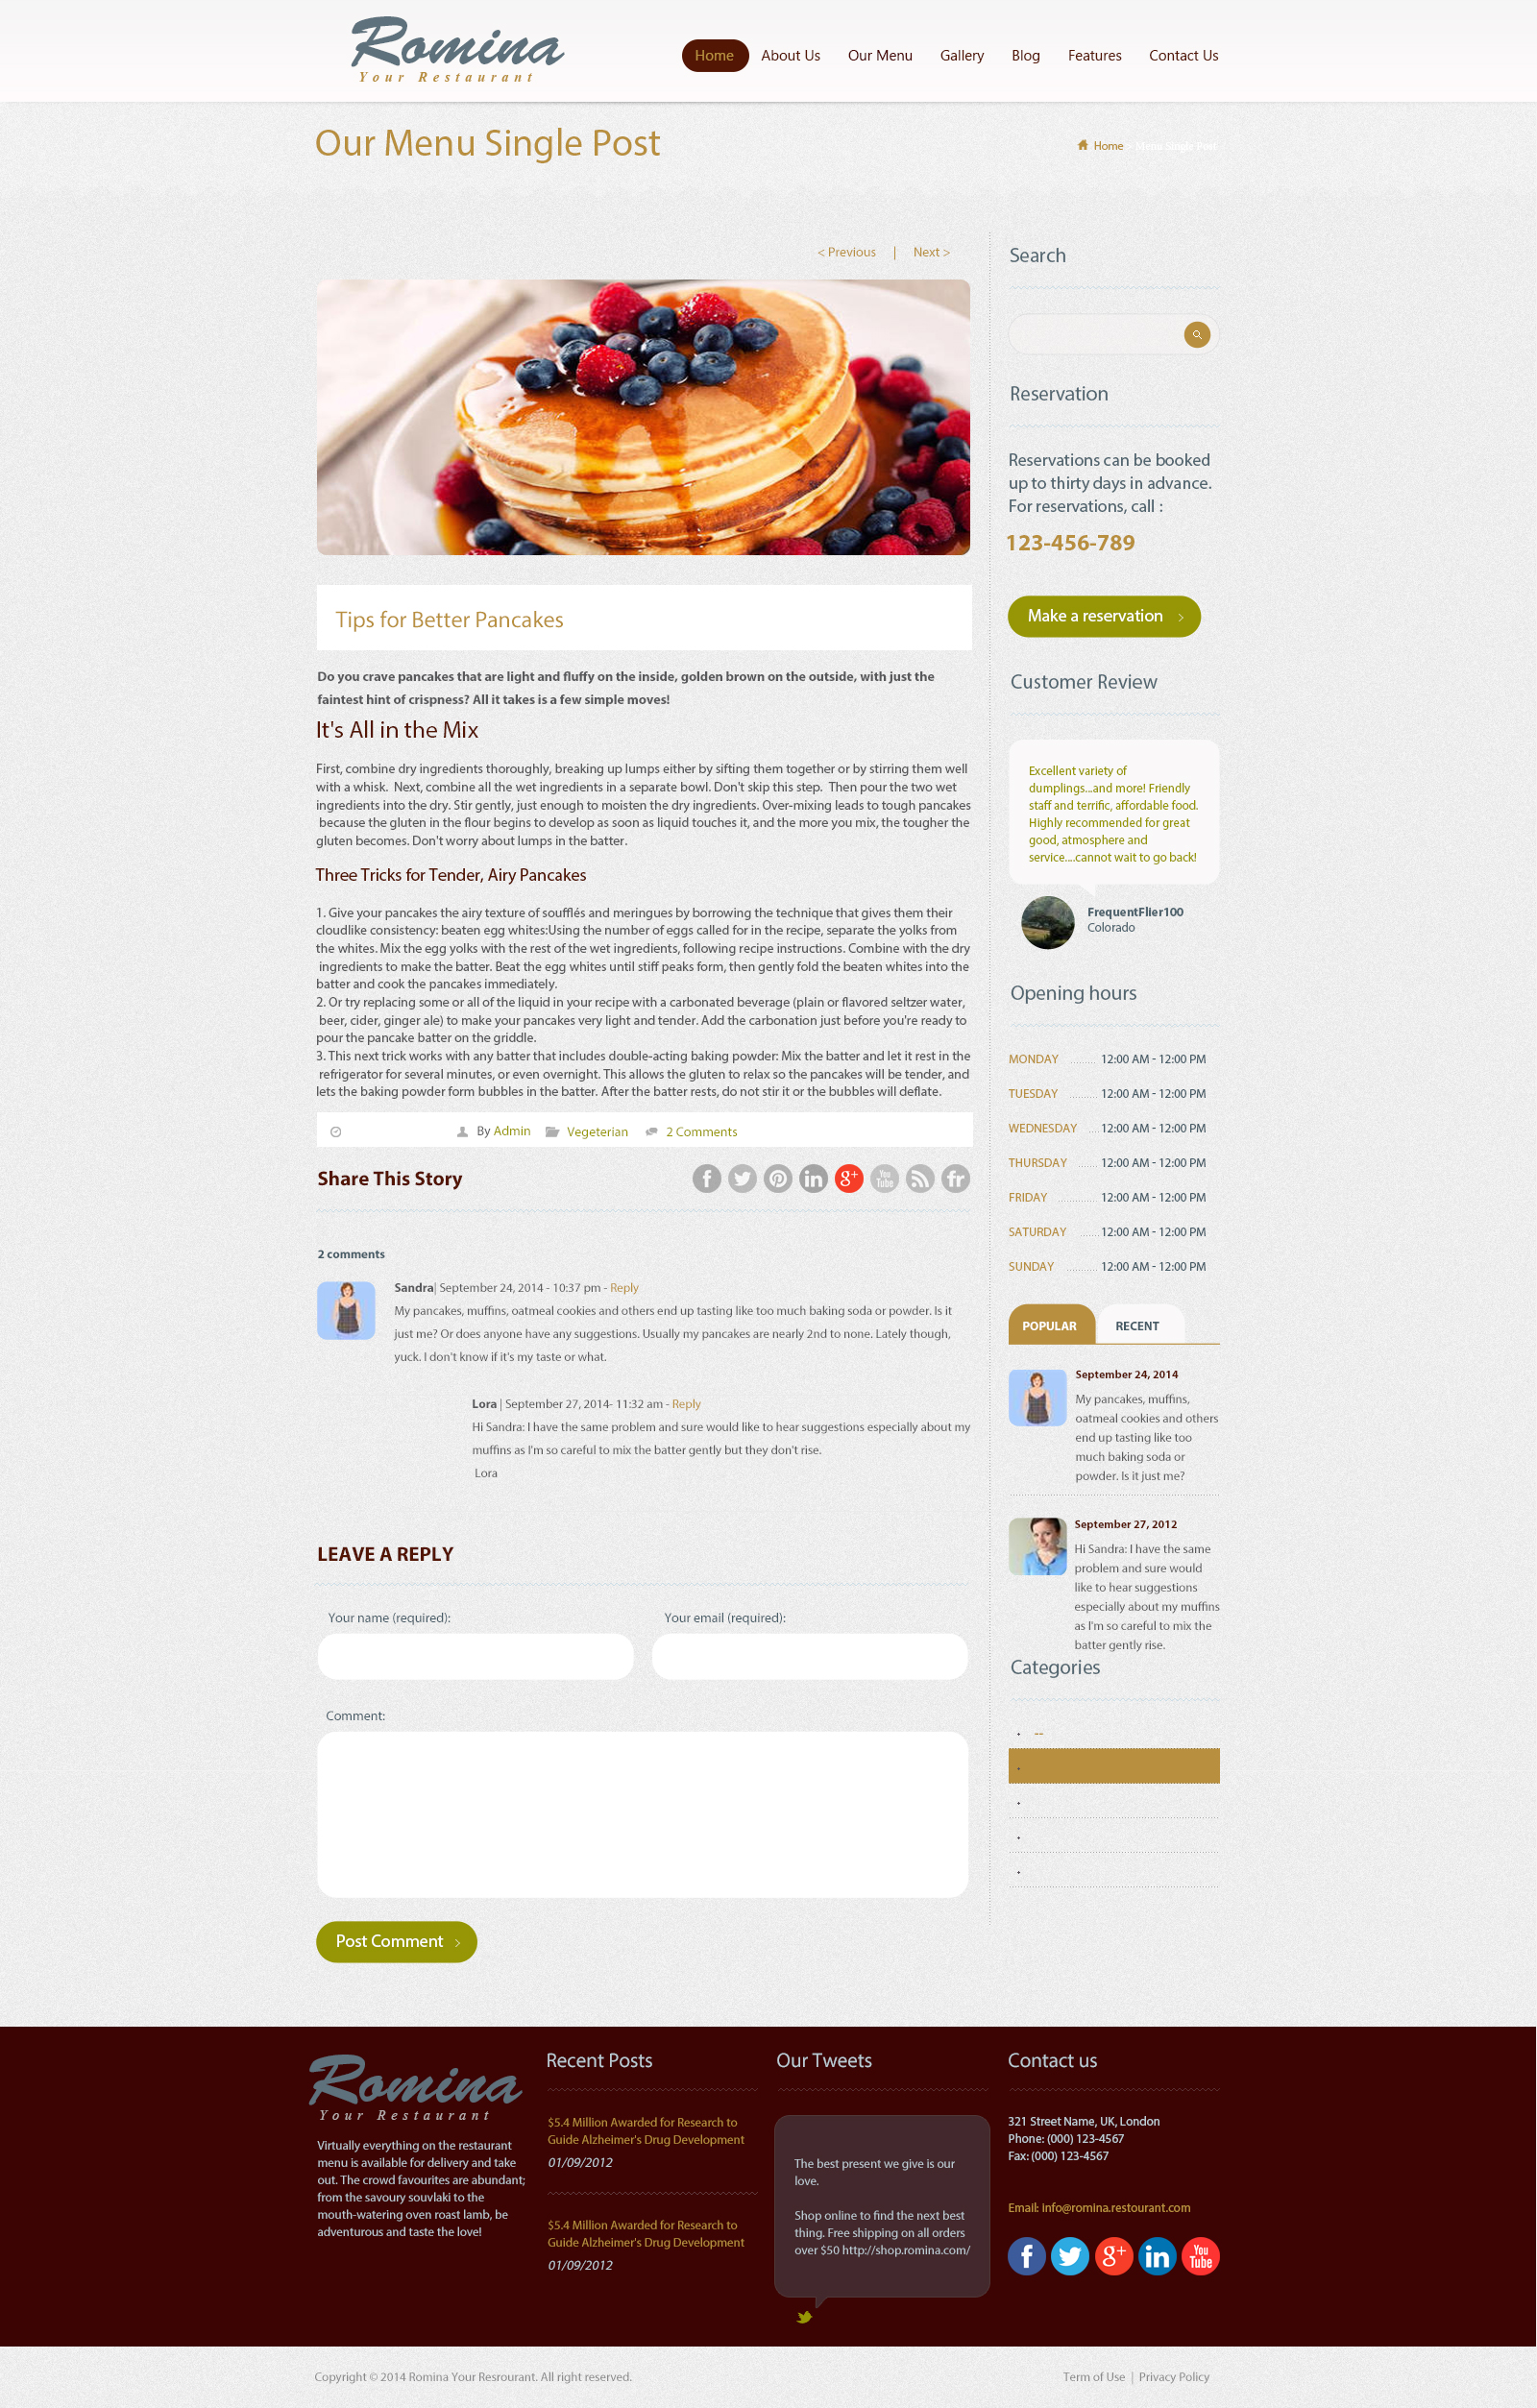 Romina
Your Restaurant
Home
About Us
Our Menu
Gallery
Blog
Features
Contact Us
Our Menu Single Post
Home
Menu Single Post
< Previous | Next >
Tips for Better Pancakes
Do you crave pancakes that are light and fluffy on the inside, golden brown on the outside, with just the
faintest hint of crispness? All it takes is a few simple moves!
It's All in the Mix
First, combine dry ingredients thoroughly, breaking up lumps either by sifting them together or by stirring them well
with a whisk. Next, combine all the wet ingredients in a separate bowl. Don't skip this step. Then pour the two wet
ingredients into the dry. Stir gently, just enough to moisten the dry ingredients. Over-mixing leads to tough pancakes
because the gluten in the flour begins to develop as soon as liquid touches it, and the more you mix, the tougher the
gluten becomes. Don't worry about lumps in the batter.
Three Tricks for Tender, Airy Pancakes
1. Give your pancakes the airy texture of soufflés and meringues by borrowing the technique that gives them their
cloudlike consistency: beaten egg whites:Using the number of eggs called for in the recipe, separate the yolks from
the whites. Mix the egg yolks with the rest of the wet ingredients, following recipe instructions. Combine with the dry
ingredients to make the batter. Beat the egg whites until stiff peaks form, then gently fold the beaten whites into the
batter and cook the pancakes immediately.
2. Or try replacing some or all of the liquid in your recipe with a carbonated beverage (plain or flavored seltzer water,
beer, cider, ginger ale) to make your pancakes very light and tender. Add the carbonation just before you're ready to
pour the pancake batter on the griddle.
3. This next trick works with any batter that includes double-acting baking powder: Mix the batter and let it rest in the
refrigerator for several minutes, or even overnight. This allows the gluten to relax so the pancakes will be tender, and
lets the baking powder form bubbles in the batter. After the batter rests, do not stir it or the bubbles will deflate.
By Admin
Vegeterian
2 Comments
Share This Story
f
in
g+
You Tube
fr
2 comments
Sandra| September 24, 2014 - 10:37 pm - Reply
My pancakes, muffins, oatmeal cookies and others end up tasting like too much baking soda or powder. Is it
just me? Or does anyone have any suggestions. Usually my pancakes are nearly 2nd to none. Lately though,
yuck. I don't know if it's my taste or what.
Lora | September 27, 2014- 11:32 am - Reply
Hi Sandra: I have the same problem and sure would like to hear suggestions especially about my
muffins as I'm so careful to mix the batter gently but they don't rise.
Lora
LEAVE A REPLY
Your name (required):
Your email (required):
Comment:
Post Comment >
Search
Reservation
Reservations can be booked
up to thirty days in advance.
For reservations, call :
123-456-789
Make a reservation >
Customer Review
Excellent variety of
dumplings...and more! Friendly
staff and terrific, affordable food.
Highly recommended for great
good, atmosphere and
service....cannot wait to go back!
FrequentFlier100
Colorado
Opening hours
MONDAY ......... 12:00 AM - 12:00 PM
TUESDAY .......... 12:00 AM - 12:00 PM
WEDNESDAY .... 12:00 AM - 12:00 PM
THURSDAY ....... 12:00 AM - 12:00 PM
FRIDAY .............. 12:00 AM - 12:00 PM
SATURDAY ....... 12:00 AM - 12:00 PM
SUNDAY ........... 12:00 AM - 12:00 PM
POPULAR
RECENT
September 24, 2014
My pancakes, muffins,
oatmeal cookies and others
end up tasting like too
much baking soda or
powder. Is it just me?
September 27, 2012
Hi Sandra: I have the same
problem and sure would
like to hear suggestions
especially about my muffins
as I'm so careful to mix the
batter gently rise.
Categories
--
Romina
Your Restaurant
Virtually everything on the restaurant
menu is available for delivery and take
out. The crowd favourites are abundant;
from the savoury souvlaki to the
mouth-watering oven roast lamb, be
adventurous and taste the love!
Recent Posts
$5.4 Million Awarded for Research to
Guide Alzheimer's Drug Development
01/09/2012
$5.4 Million Awarded for Research to
Guide Alzheimer's Drug Development
01/09/2012
Our Tweets
The best present we give is our
love.
Shop online to find the next best
thing. Free shipping on all orders
over $50 http://shop.romina.com/
Contact us
321 Street Name, UK, London
Phone: (000) 123-4567
Fax: (000) 123-4567
Email: info@romina.restourant.com
f
g+
in
You Tube
Copyright © 2014 Romina Your Resrourant. All right reserved.
Term of Use | Privacy Policy